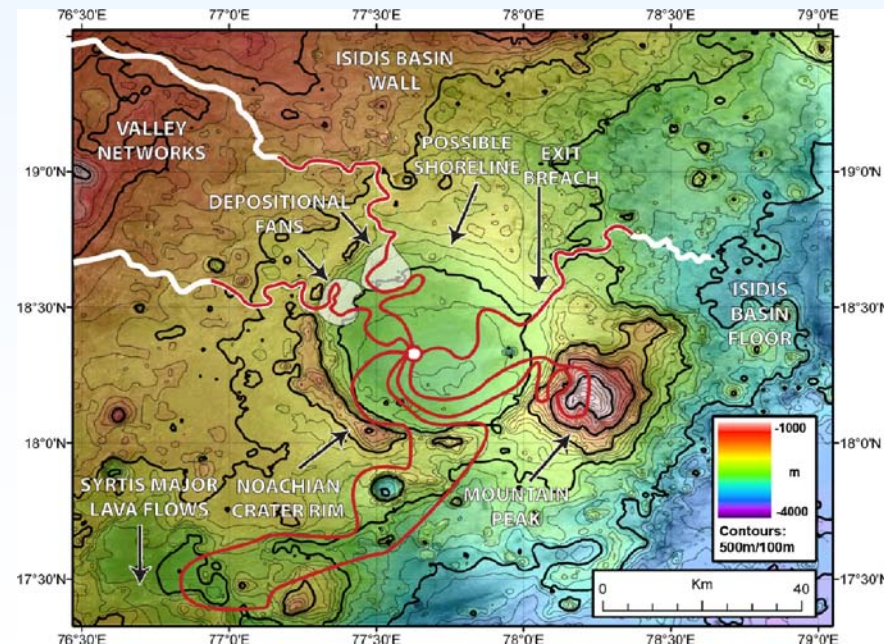 76°30'E
77°0'E
77°30'E
78°0'E
78°30'E
79°0'E
ISIDIS BASIN
WALL
VALLEY
NETWORKS
POSSIBLE
SHORELINE
EXIT
BREACH
19°0'N
DEPOSITIONAL
FANS
18°30'N
ISIDIS
BASIN
FLOOR
18°0'N
SYRTIS MAJOR
LAVA FLOWS
NOACHIAN
CRATER RIM
MOUNTAIN
PEAK
-1000
m
-4000
Contours:
500m/100m
17°30'N
Km
0
40
76°30'E
77°0'E
77°30'E
78°0'E
78°30'E
79°0'E
19°0'N
18°30'N
18°0'N
17°30'N